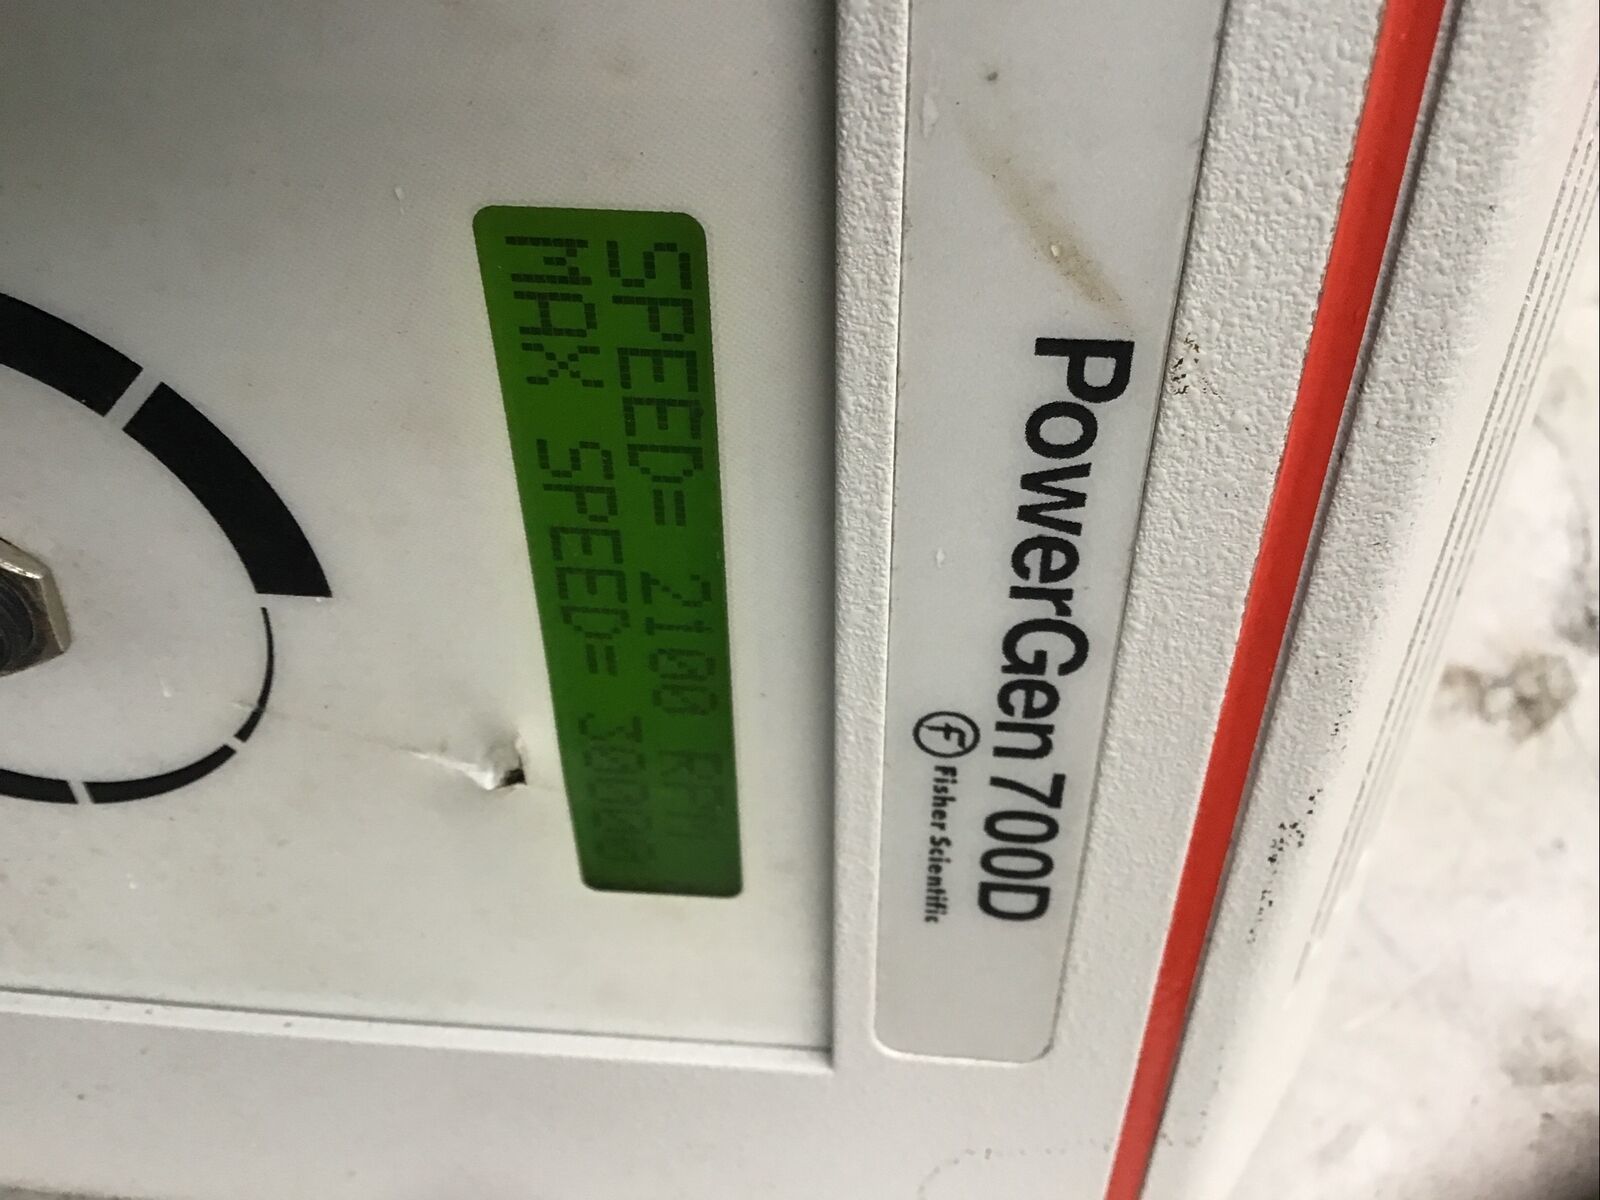 PowerGen 700D
f Fisher Scientific
SPEED= 2100 RPM
MAX SPEED= 30000